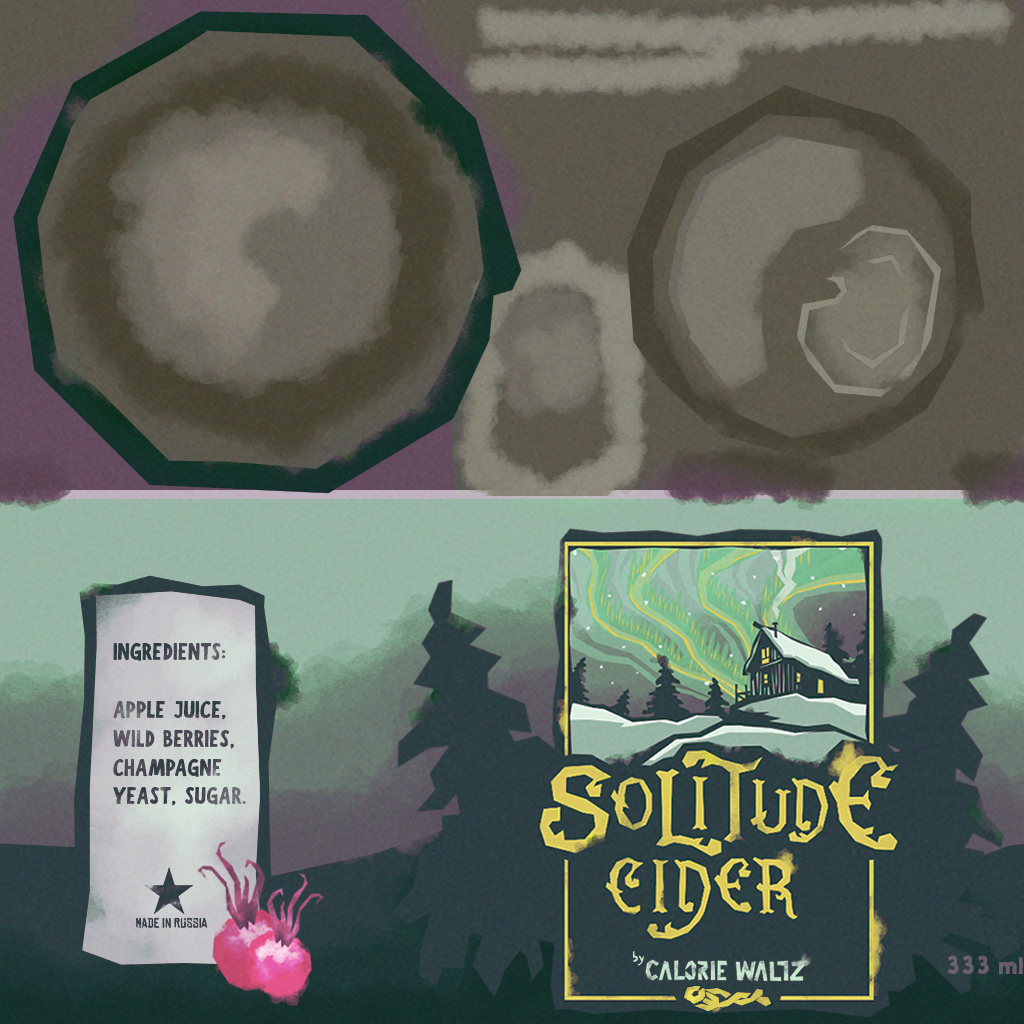 INGREDIENTS:
APPLE JUICE,
WILD BERRIES,
CHAMPAGNE
YEAST, SUGAR.
MADE IN RUSSIA
SOLITUDE
CIDER
by CALORIE WALTZ
333 ml